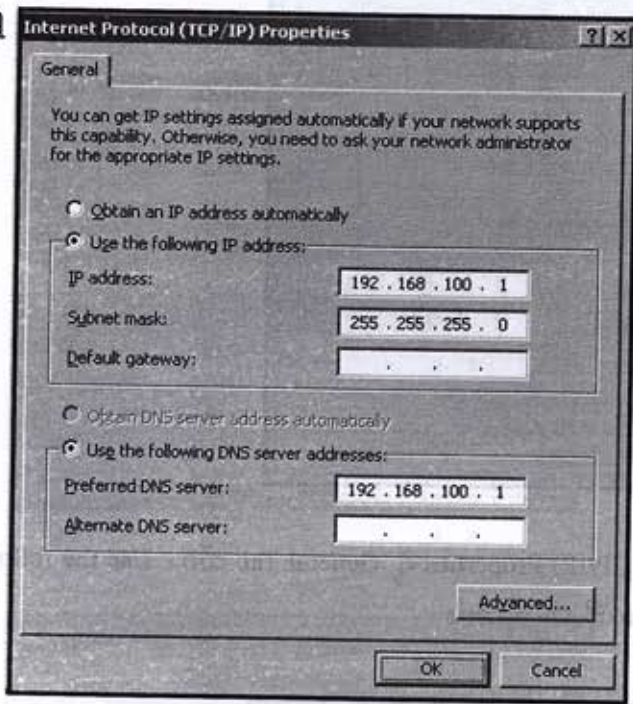 Internet Protocol (TCP/IP) Properties
General
You can get IP settings assigned automatically if your network supports
this capability. Otherwise, you need to ask your network administrator
for the appropriate IP settings.
Obtain an IP address automatically
Use the following IP address:
IP address: 192 . 168 . 100 . 1
Subnet mask: 255 . 255 . 255 . 0
Default gateway: . . .
Obtain DNS server address automatically
Use the following DNS server addresses:
Preferred DNS server: 192 . 168 . 100 . 1
Alternate DNS server: . . .
Advanced...
OK Cancel